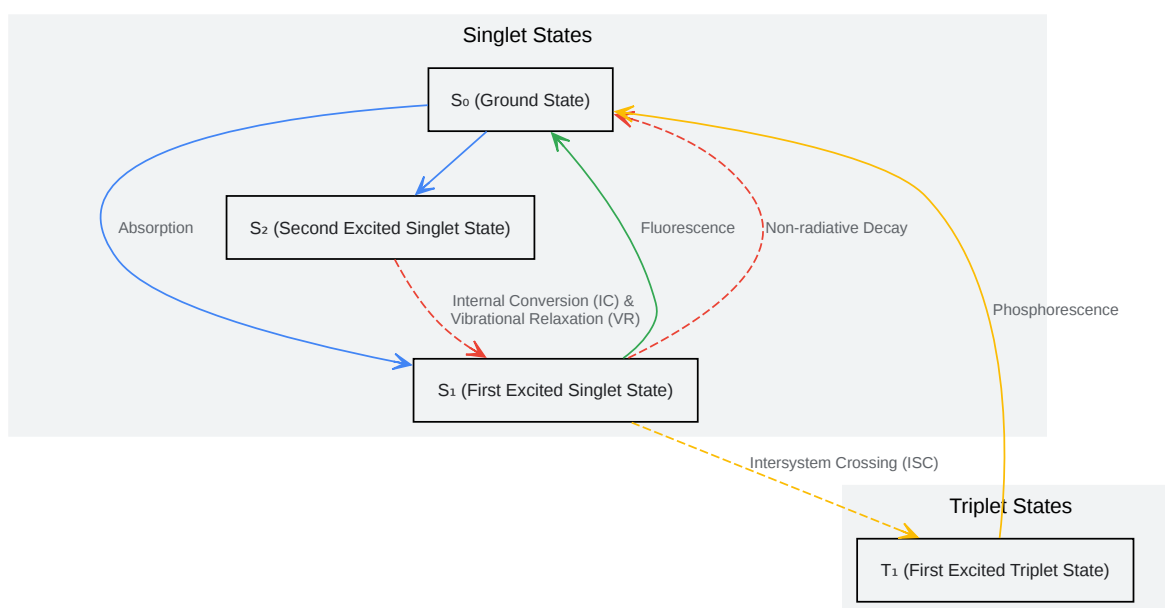 Singlet States
S₀ (Ground State)
Absorption
S₂ (Second Excited Singlet State)
Fluorescence
Non-radiative Decay
Internal Conversion (IC) &
Vibrational Relaxation (VR)
Phosphorescence
S₁ (First Excited Singlet State)
Intersystem Crossing (ISC)
Triplet States
T₁ (First Excited Triplet State)